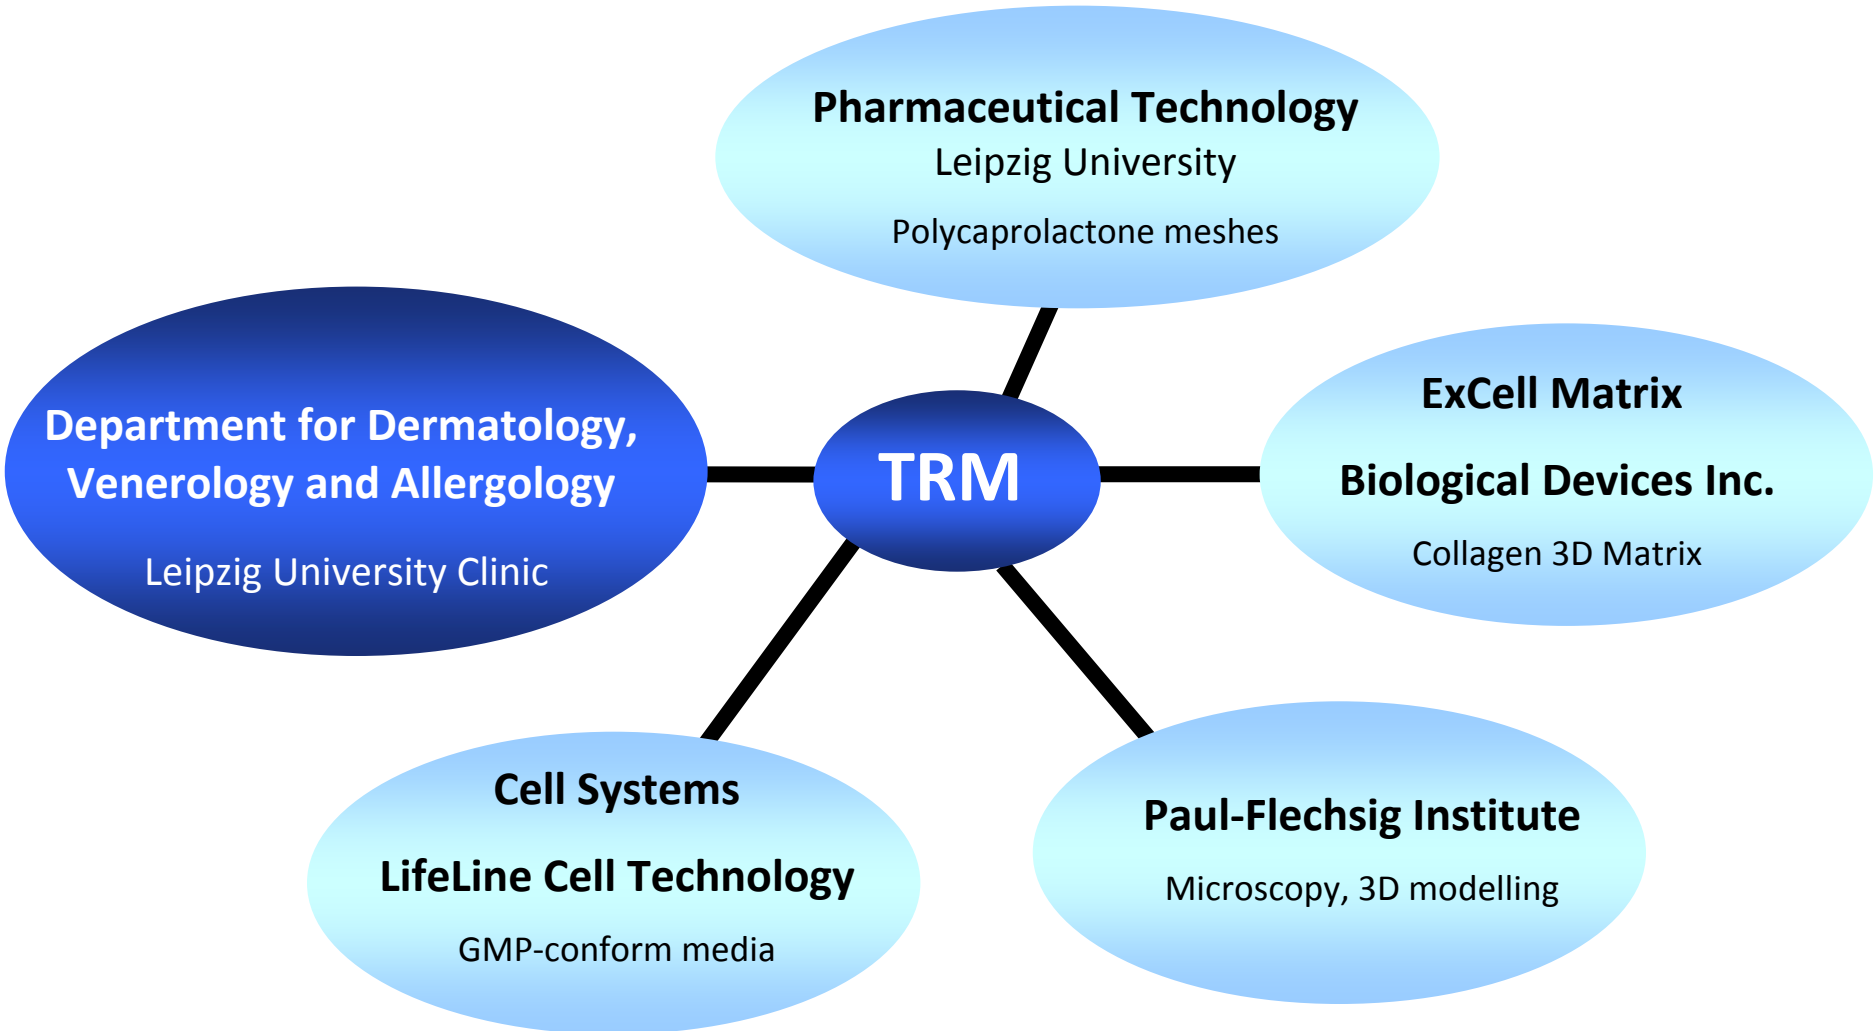 Pharmaceutical Technology
Leipzig University
Polycaprolactone meshes
Department for Dermatology,
Venerology and Allergology
Leipzig University Clinic
TRM
ExCell Matrix
Biological Devices Inc.
Collagen 3D Matrix
Cell Systems
LifeLine Cell Technology
GMP-conform media
Paul-Flechsig Institute
Microscopy, 3D modelling